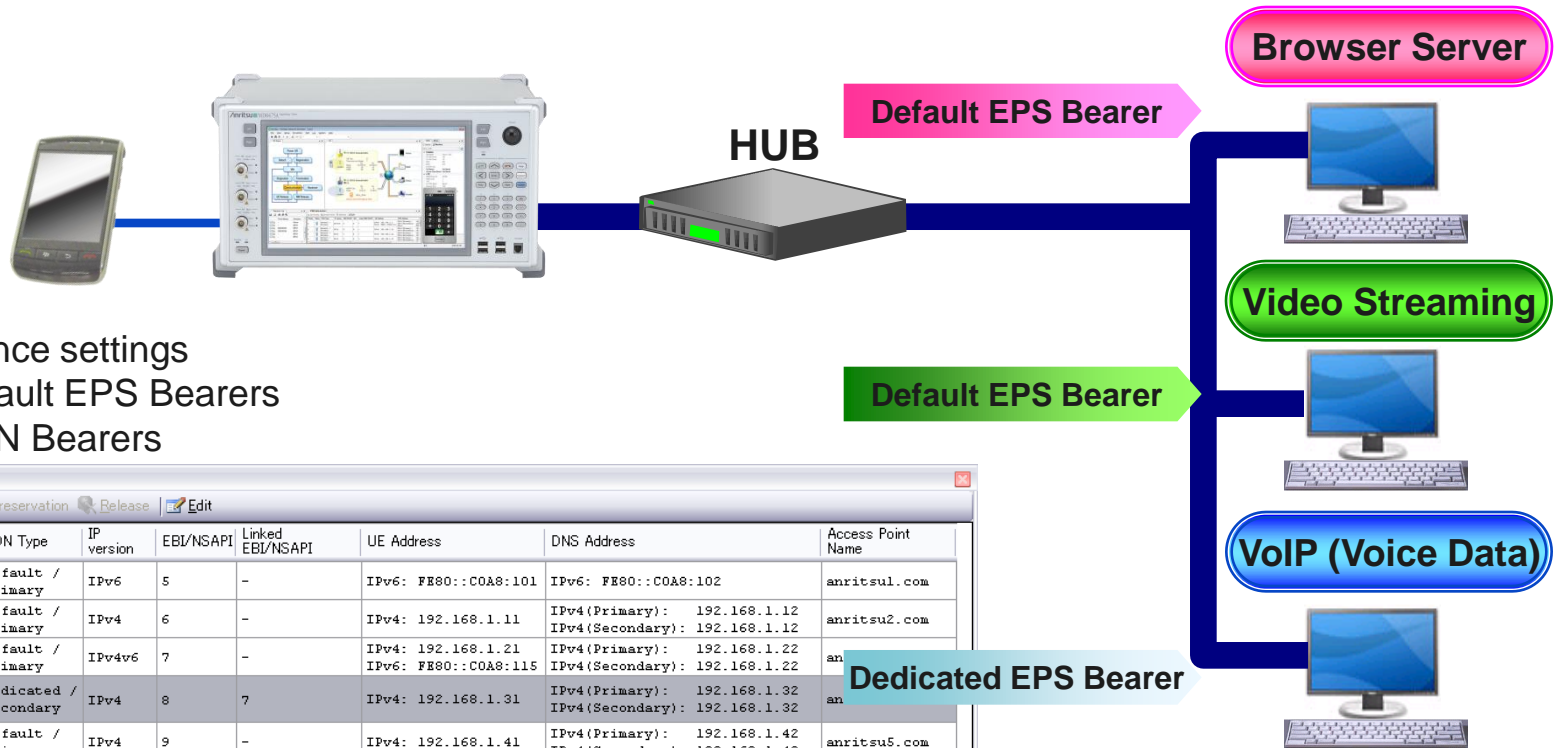 Browser Server
Default EPS Bearer
HUB
Anritsu
Video Streaming
nce settings
ault EPS Bearers
N Bearers
Default EPS Bearer
VoIP (Voice Data)
reservation Release Edit
ON Type IP version EBI/NSAPI Linked EBI/NSAPI UE Address DNS Address Access Point Name
fault / imary IPv6 5 - IPv6: FE80::C0A8:101 IPv6: FE80::C0A8:102 anritsu1.com
fault / imary IPv4 6 - IPv4: 192.168.1.11 IPv4(Primary): 192.168.1.12 IPv4(Secondary): 192.168.1.12 anritsu2.com
fault / imary IPv4v6 7 - IPv4: 192.168.1.21 IPv6: FE80::C0A8:115 IPv4(Primary): 192.168.1.22 IPv4(Secondary): 192.168.1.22 an
Dedicated EPS Bearer
dicated / condary IPv4 8 7 IPv4: 192.168.1.31 IPv4(Primary): 192.168.1.32 IPv4(Secondary): 192.168.1.32 an
fault / IPv4 9 - IPv4: 192.168.1.41 IPv4(Primary): 192.168.1.42 anritsu5.com